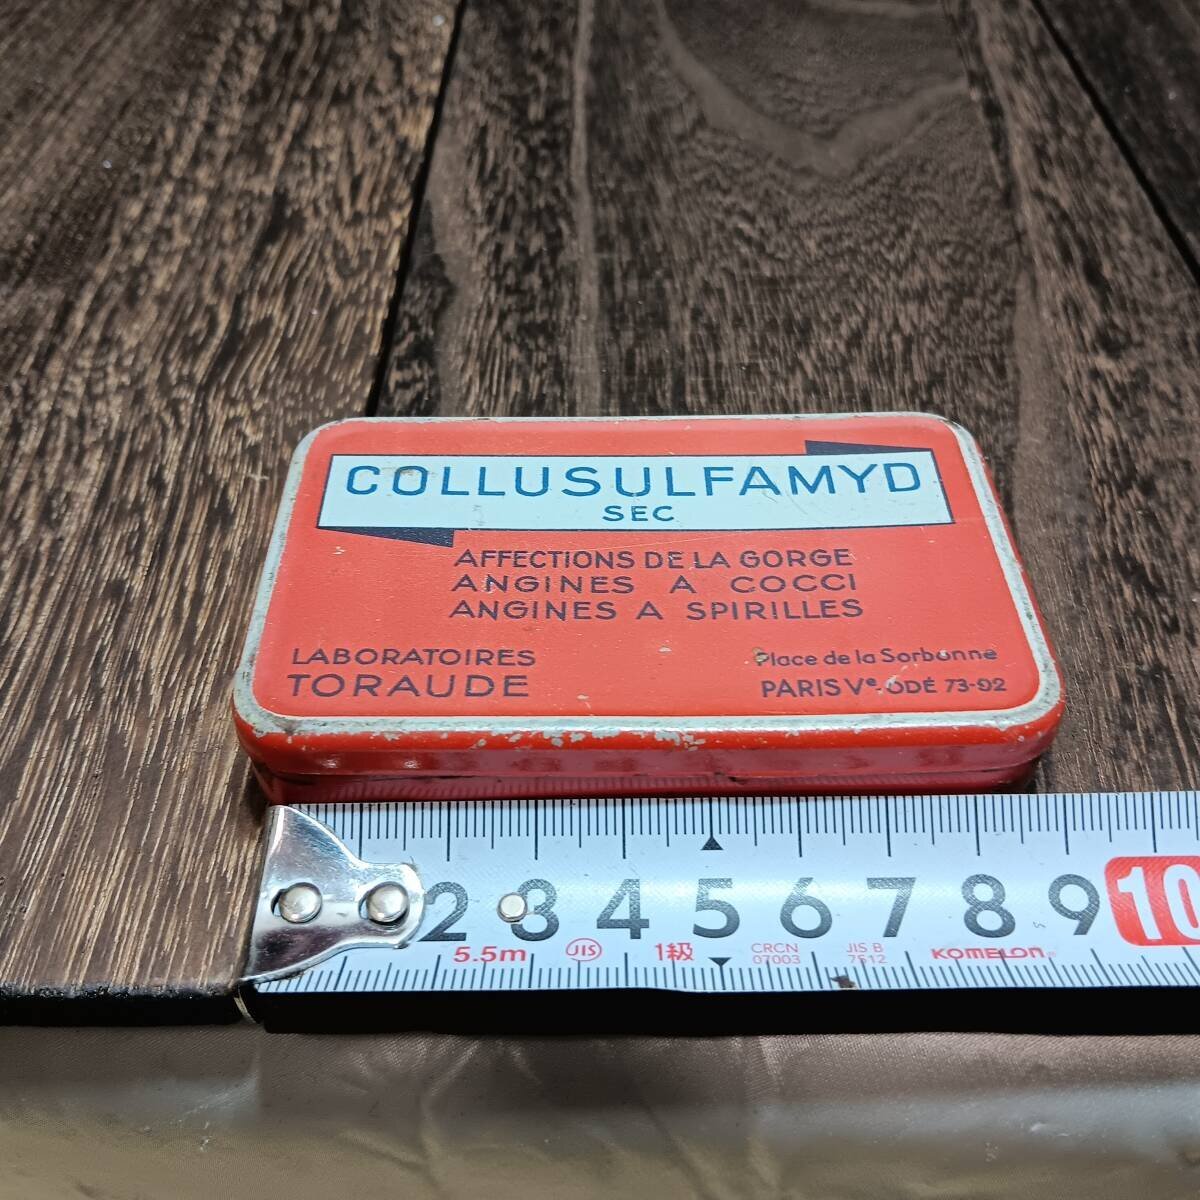 COLLUSULFAMYD
SEC
AFFECTIONS DE LA GORGE
ANGINES A COCCI
ANGINES A SPIRILLES
LABORATOIRES
TORAUDE
Place de la Sorbonne
PARIS Ve. ODÉ 73-92
2 3 4 5 6 7 8 9 10
5.5m JIS 1級 CRCN 07003 JIS B 7512 KOMELON